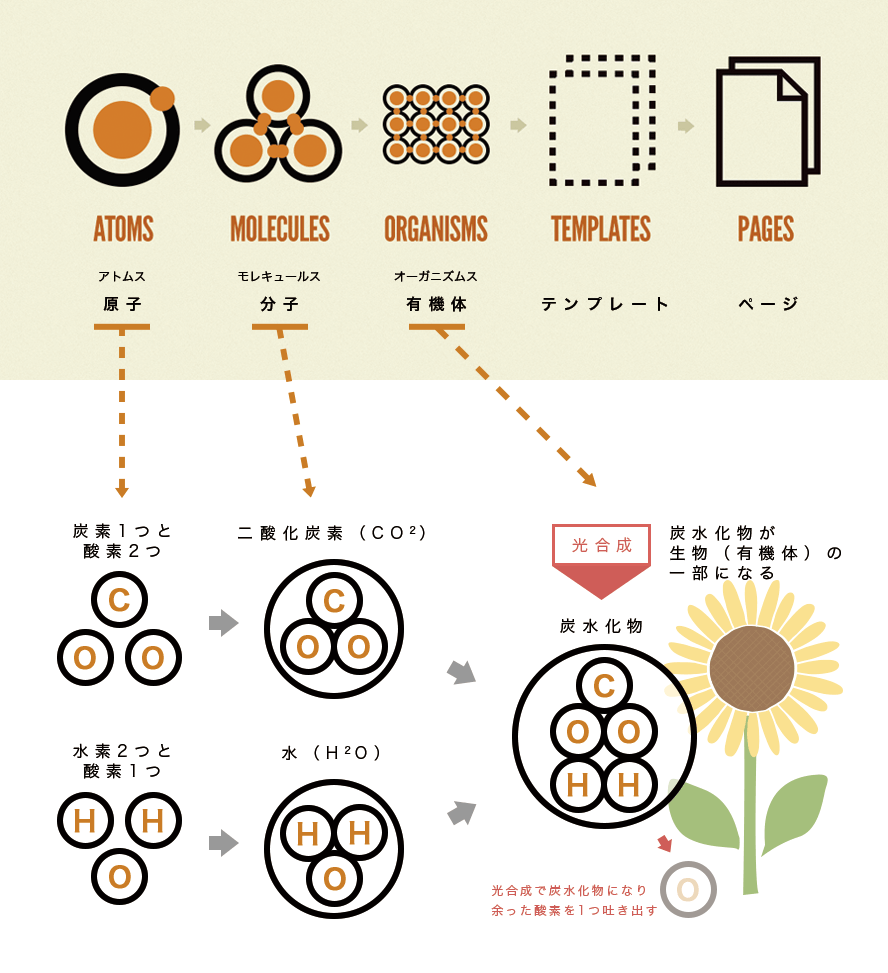 ATOMS
MOLECULES
ORGANISMS
TEMPLATES
PAGES
アトムス
モレキュールス
オーガニズムス
原子
分子
有機体
テンプレート
ページ
炭素1つと
酸素2つ
C
O O
二酸化炭素（CO²）
C
O O
水素2つと
酸素1つ
H H
O
水（H²O）
H H
O
光合成
炭水化物が
生物（有機体）の
一部になる
炭水化物
C
O O
H H
光合成で炭水化物になり
余った酸素を1つ吐き出す
O